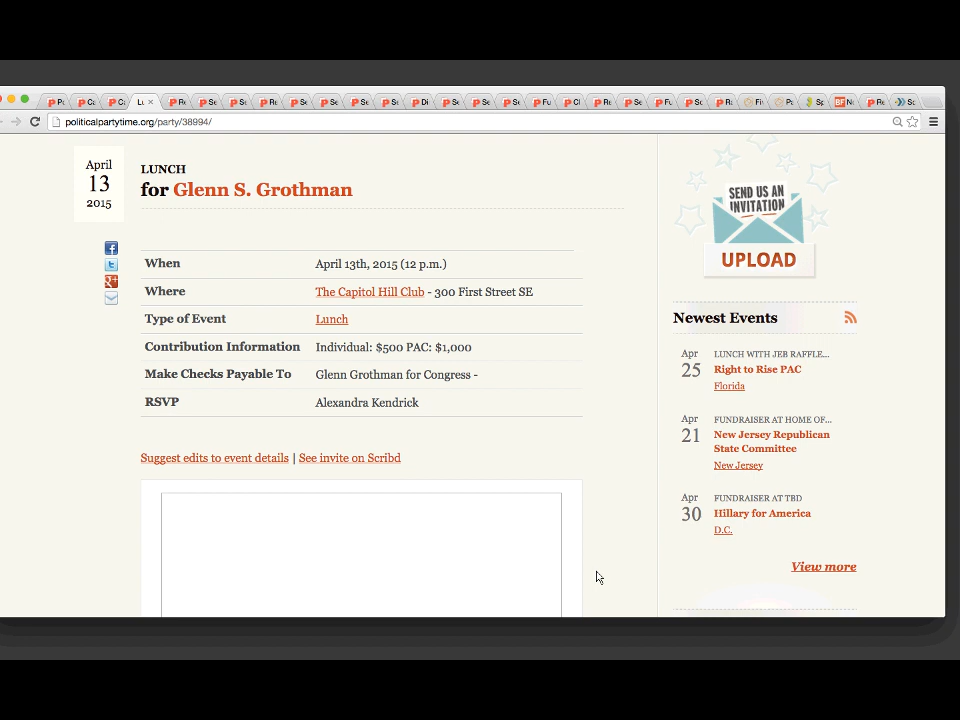 politicalpartytime.org/party/38994/
April
13
2015
LUNCH
for Glenn S. Grothman
When April 13th, 2015 (12 p.m.)
Where The Capitol Hill Club - 300 First Street SE
Type of Event Lunch
Contribution Information Individual: $500 PAC: $1,000
Make Checks Payable To Glenn Grothman for Congress -
RSVP Alexandra Kendrick
Suggest edits to event details | See invite on Scribd
SEND US AN
INVITATION
UPLOAD
Newest Events
Apr
25
LUNCH WITH JEB RAFFLE...
Right to Rise PAC
Florida
Apr
21
FUNDRAISER AT HOME OF...
New Jersey Republican
State Committee
New Jersey
Apr
30
FUNDRAISER AT TBD
Hillary for America
D.C.
View more